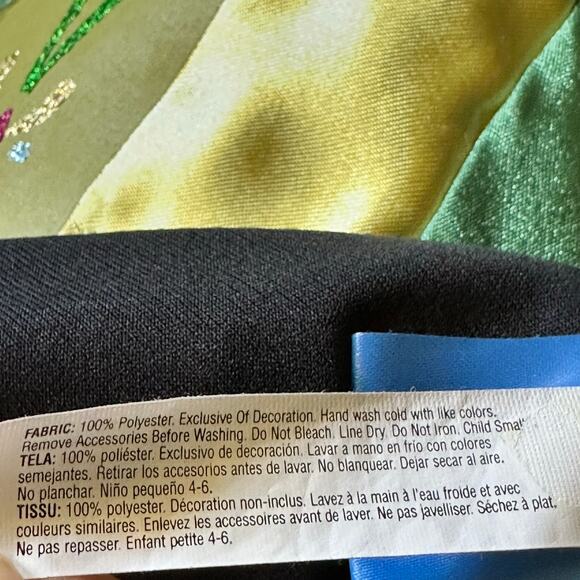 FABRIC: 100% Polyester. Exclusive Of Decoration. Hand wash cold with like colors.
Remove Accessories Before Washing. Do Not Bleach. Line Dry. Do Not Iron. Child Small
TELA: 100% poliéster. Exclusivo de decoración. Lavar a mano en frío con colores
semejantes. Retirar los accesorios antes de lavar. No blanquear. Dejar secar al aire.
No planchar. Niño pequeño 4-6.
TISSU: 100% polyester. Décoration non-inclus. Lavez à la main à l'eau froide et avec
couleurs similaires. Enlevez les accessoires avant de laver. Ne pas javelliser. Séchez à plat.
Ne pas repasser. Enfant petite 4-6.